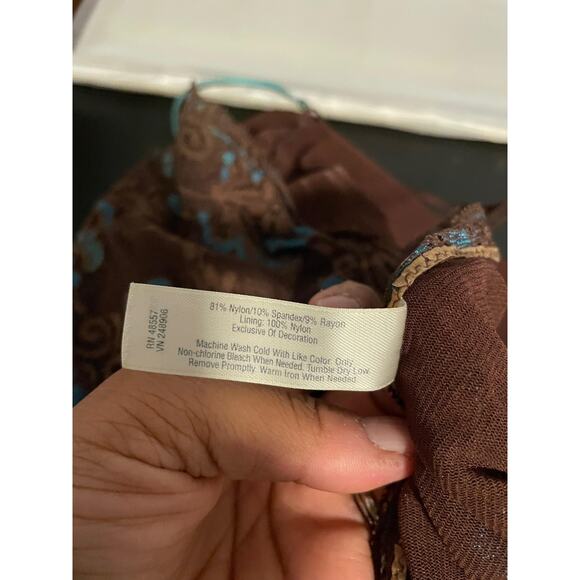 RN 48557
VN 248906
81% Nylon/10% Spandex/9% Rayon
Lining: 100% Nylon
Exclusive Of Decoration
Machine Wash Cold With Like Color. Only
Non-chlorine Bleach When Needed. Tumble Dry Low
Remove Promptly. Warm Iron When Needed